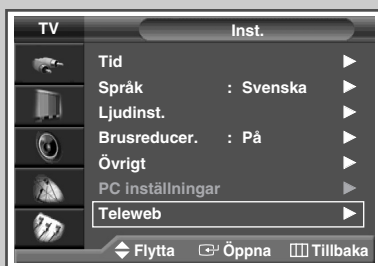 TV Inst.
Tid
Språk : Svenska
Ljudinst.
Brusreducer. : På
Övrigt
PC inställningar
Teleweb
Flytta Öppna Tillbaka